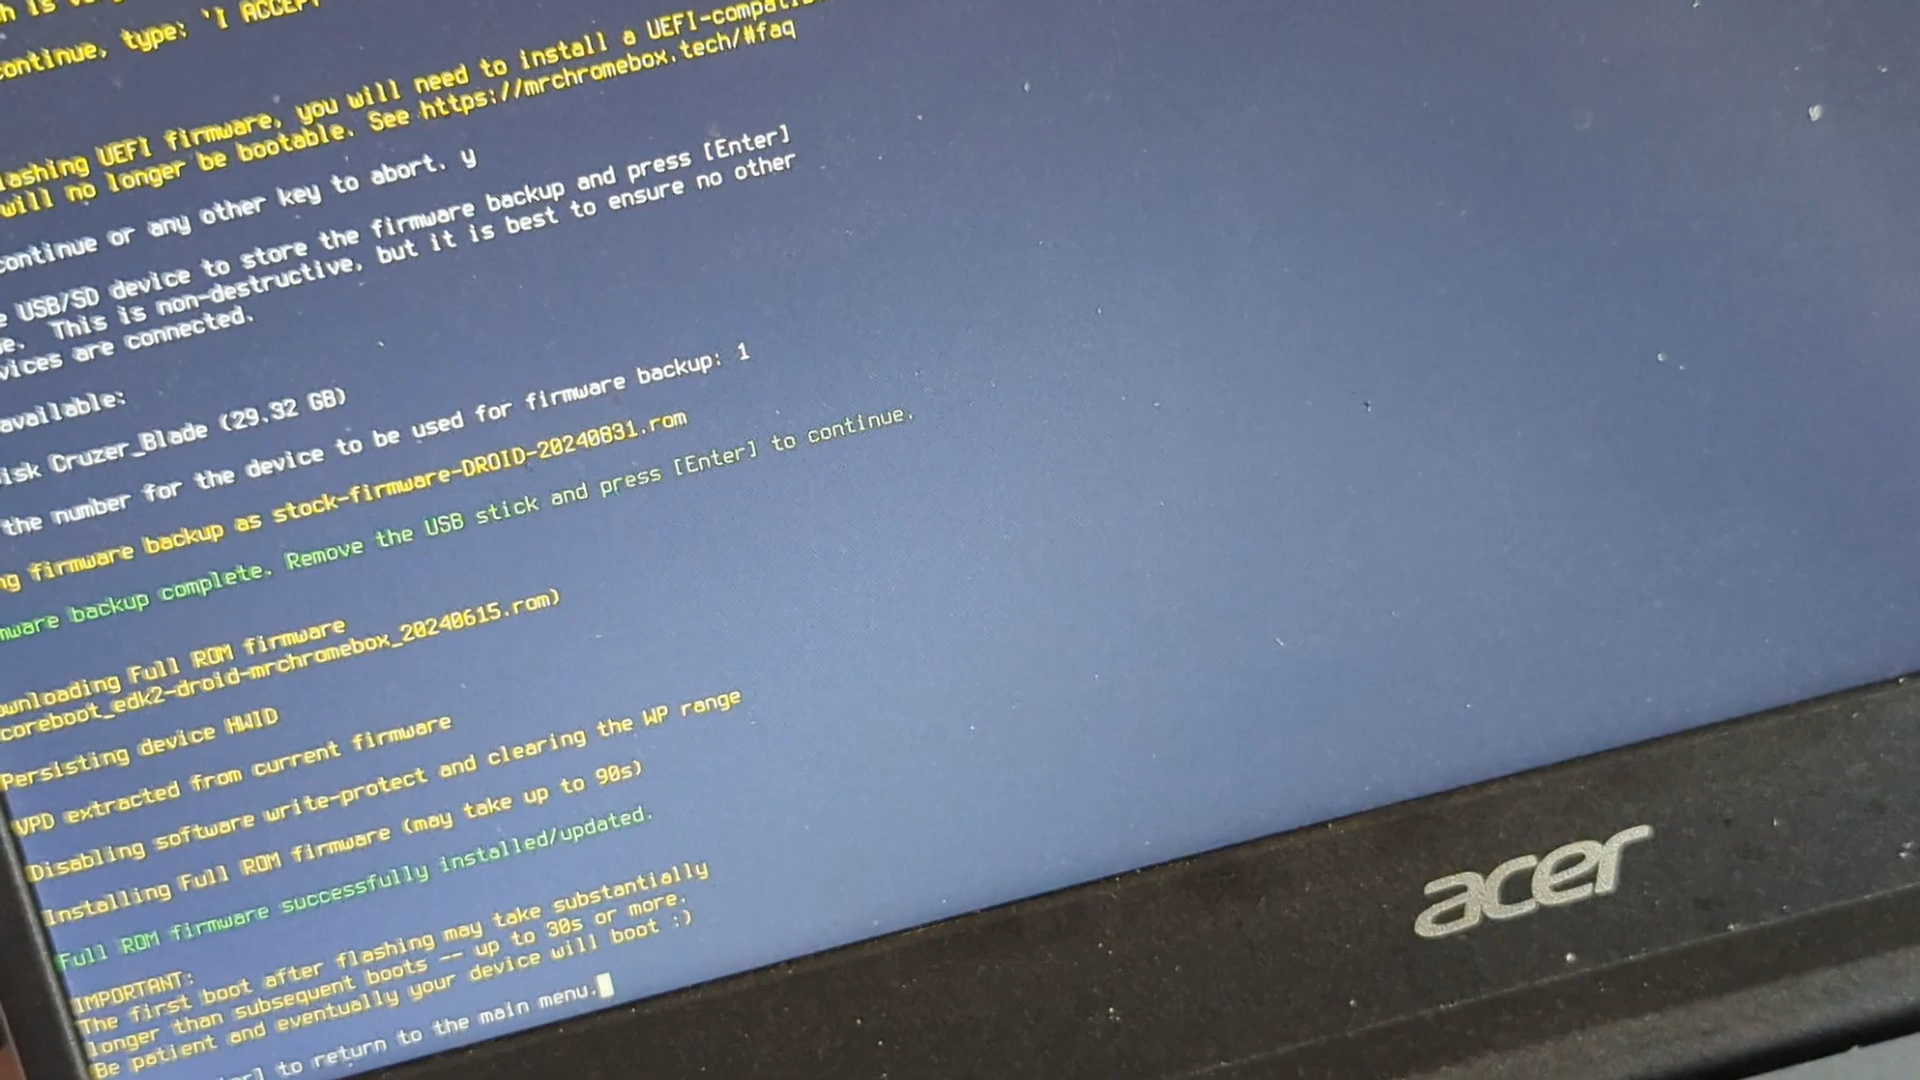 h is
continue, type: 'I ACCEPT
lashing UEFI firmware, you will need to install a UEFI-compati
will no longer be bootable. See https://mrchromebox.tech/#faq
continue or any other key to abort. y
e USB/SD device to store the firmware backup and press [Enter]
e. This is non-destructive, but it is best to ensure no other
vices are connected.
available:
isk Cruzer_Blade (29.32 GB)
the number for the device to be used for firmware backup: 1
ng firmware backup as stock-firmware-DROID-20240831.rom
mware backup complete. Remove the USB stick and press [Enter] to continue.
ownloading Full ROM firmware
coreboot_edk2-droid-mrchromebox_20240615.rom)
Persisting device HWID
VPD extracted from current firmware
Disabling software write-protect and clearing the WP range
Installing Full ROM firmware (may take up to 90s)
Full ROM firmware successfully installed/updated.
IMPORTANT:
The first boot after flashing may take substantially
longer than subsequent boots -- up to 30s or more.
Be patient and eventually your device will boot :)
er] to return to the main menu.
acer